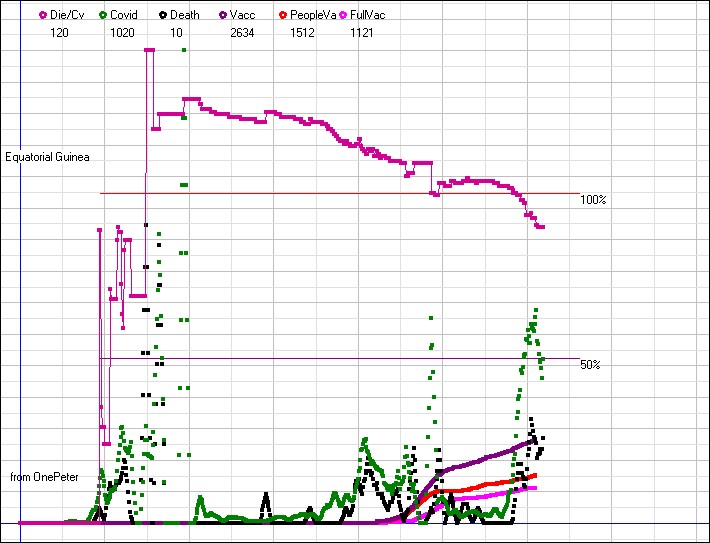 Die/Cv Covid Death Vacc PeopleVa FullVac
120 1020 10 2634 1512 1121
Equatorial Guinea
100%
50%
from OnePeter